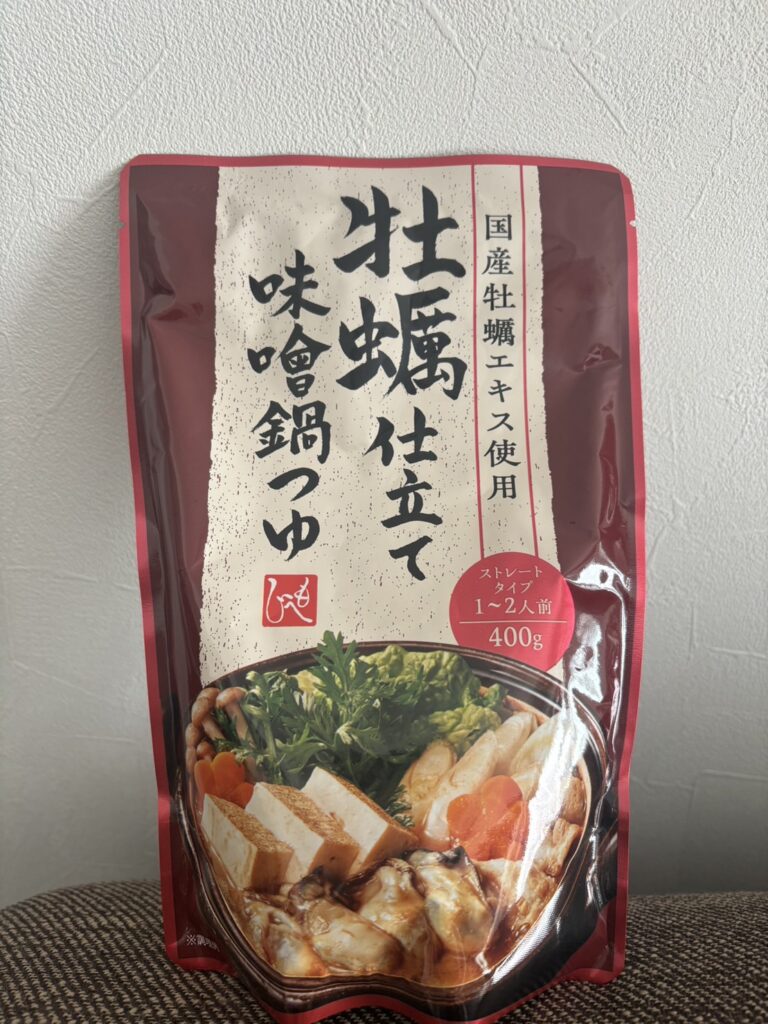 国産牡蠣エキス使用
牡蠣仕立て
味噌鍋つゆ
もへじ
ストレート
タイプ
1~2人前
400g